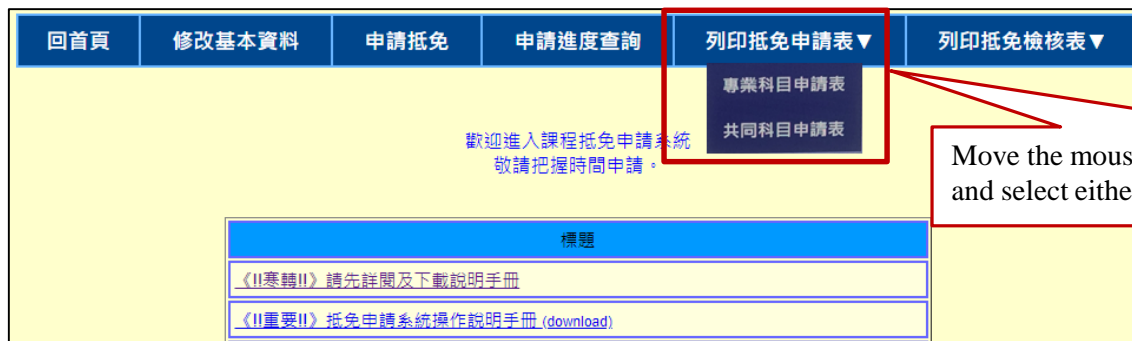 回首頁 修改基本資料 申請抵免 申請進度查詢 列印抵免申請表▼ 列印抵免檢核表▼
專業科目申請表
共同科目申請表
歡迎進入課程抵免申請系統
敬請把握時間申請。
Move the mous
and select eithe
標題
《!!寒轉!!》請先詳閱及下載說明手冊
《!!重要!!》抵免申請系統操作說明手冊 (download)